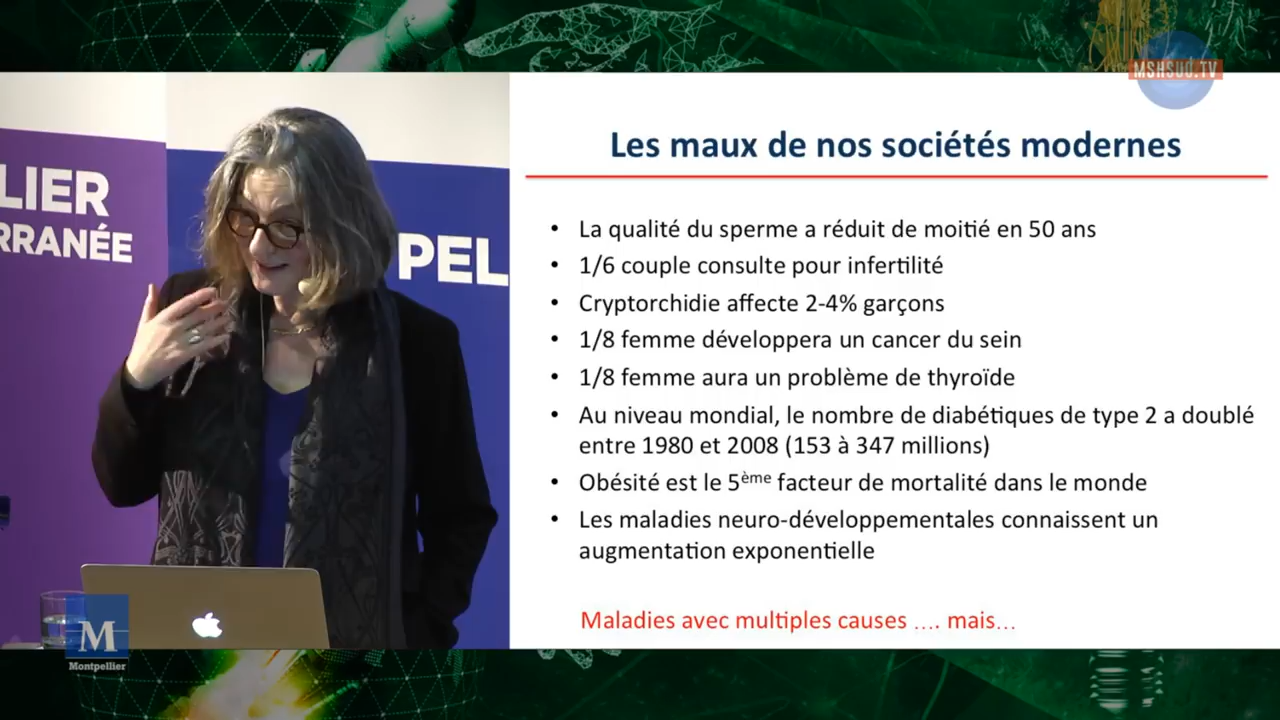 MSHSUD.TV
Les maux de nos sociétés modernes
LIER
RRANÉE
PEL
• La qualité du sperme a réduit de moitié en 50 ans
• 1/6 couple consulte pour infertilité
• Cryptorchidie affecte 2-4% garçons
• 1/8 femme développera un cancer du sein
• 1/8 femme aura un problème de thyroïde
• Au niveau mondial, le nombre de diabétiques de type 2 a doublé
entre 1980 et 2008 (153 à 347 millions)
• Obésité est le 5ème facteur de mortalité dans le monde
• Les maladies neuro-développementales connaissent un
augmentation exponentielle
Maladies avec multiples causes .... mais...
M
Montpellier